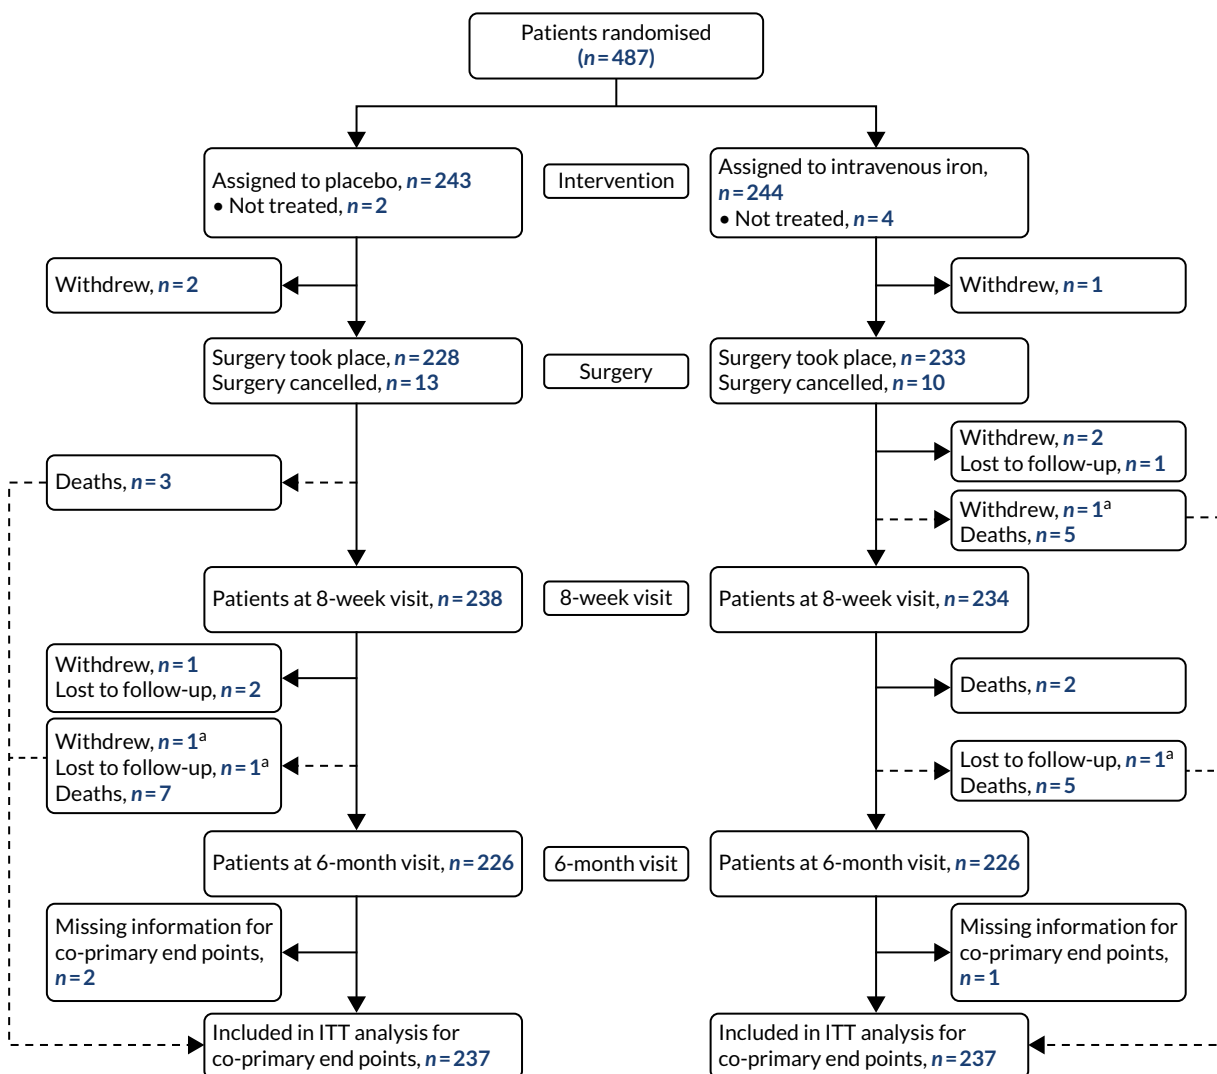 Patients randomised
(n=487)
Assigned to placebo, n=243
• Not treated, n=2
Intervention
Assigned to intravenous iron,
n=244
• Not treated, n=4
Withdrew, n=2
Withdrew, n=1
Surgery took place, n=228
Surgery cancelled, n=13
Surgery
Surgery took place, n=233
Surgery cancelled, n=10
Withdrew, n=2
Lost to follow-up, n=1
Deaths, n=3
Withdrew, n=1ᵃ
Deaths, n=5
Patients at 8-week visit, n=238
8-week visit
Patients at 8-week visit, n=234
Withdrew, n=1
Lost to follow-up, n=2
Deaths, n=2
Withdrew, n=1ᵃ
Lost to follow-up, n=1ᵃ
Deaths, n=7
Lost to follow-up, n=1ᵃ
Deaths, n=5
Patients at 6-month visit, n=226
6-month visit
Patients at 6-month visit, n=226
Missing information for
co-primary end points,
n=2
Missing information for
co-primary end points,
n=1
Included in ITT analysis for
co-primary end points, n=237
Included in ITT analysis for
co-primary end points, n=237